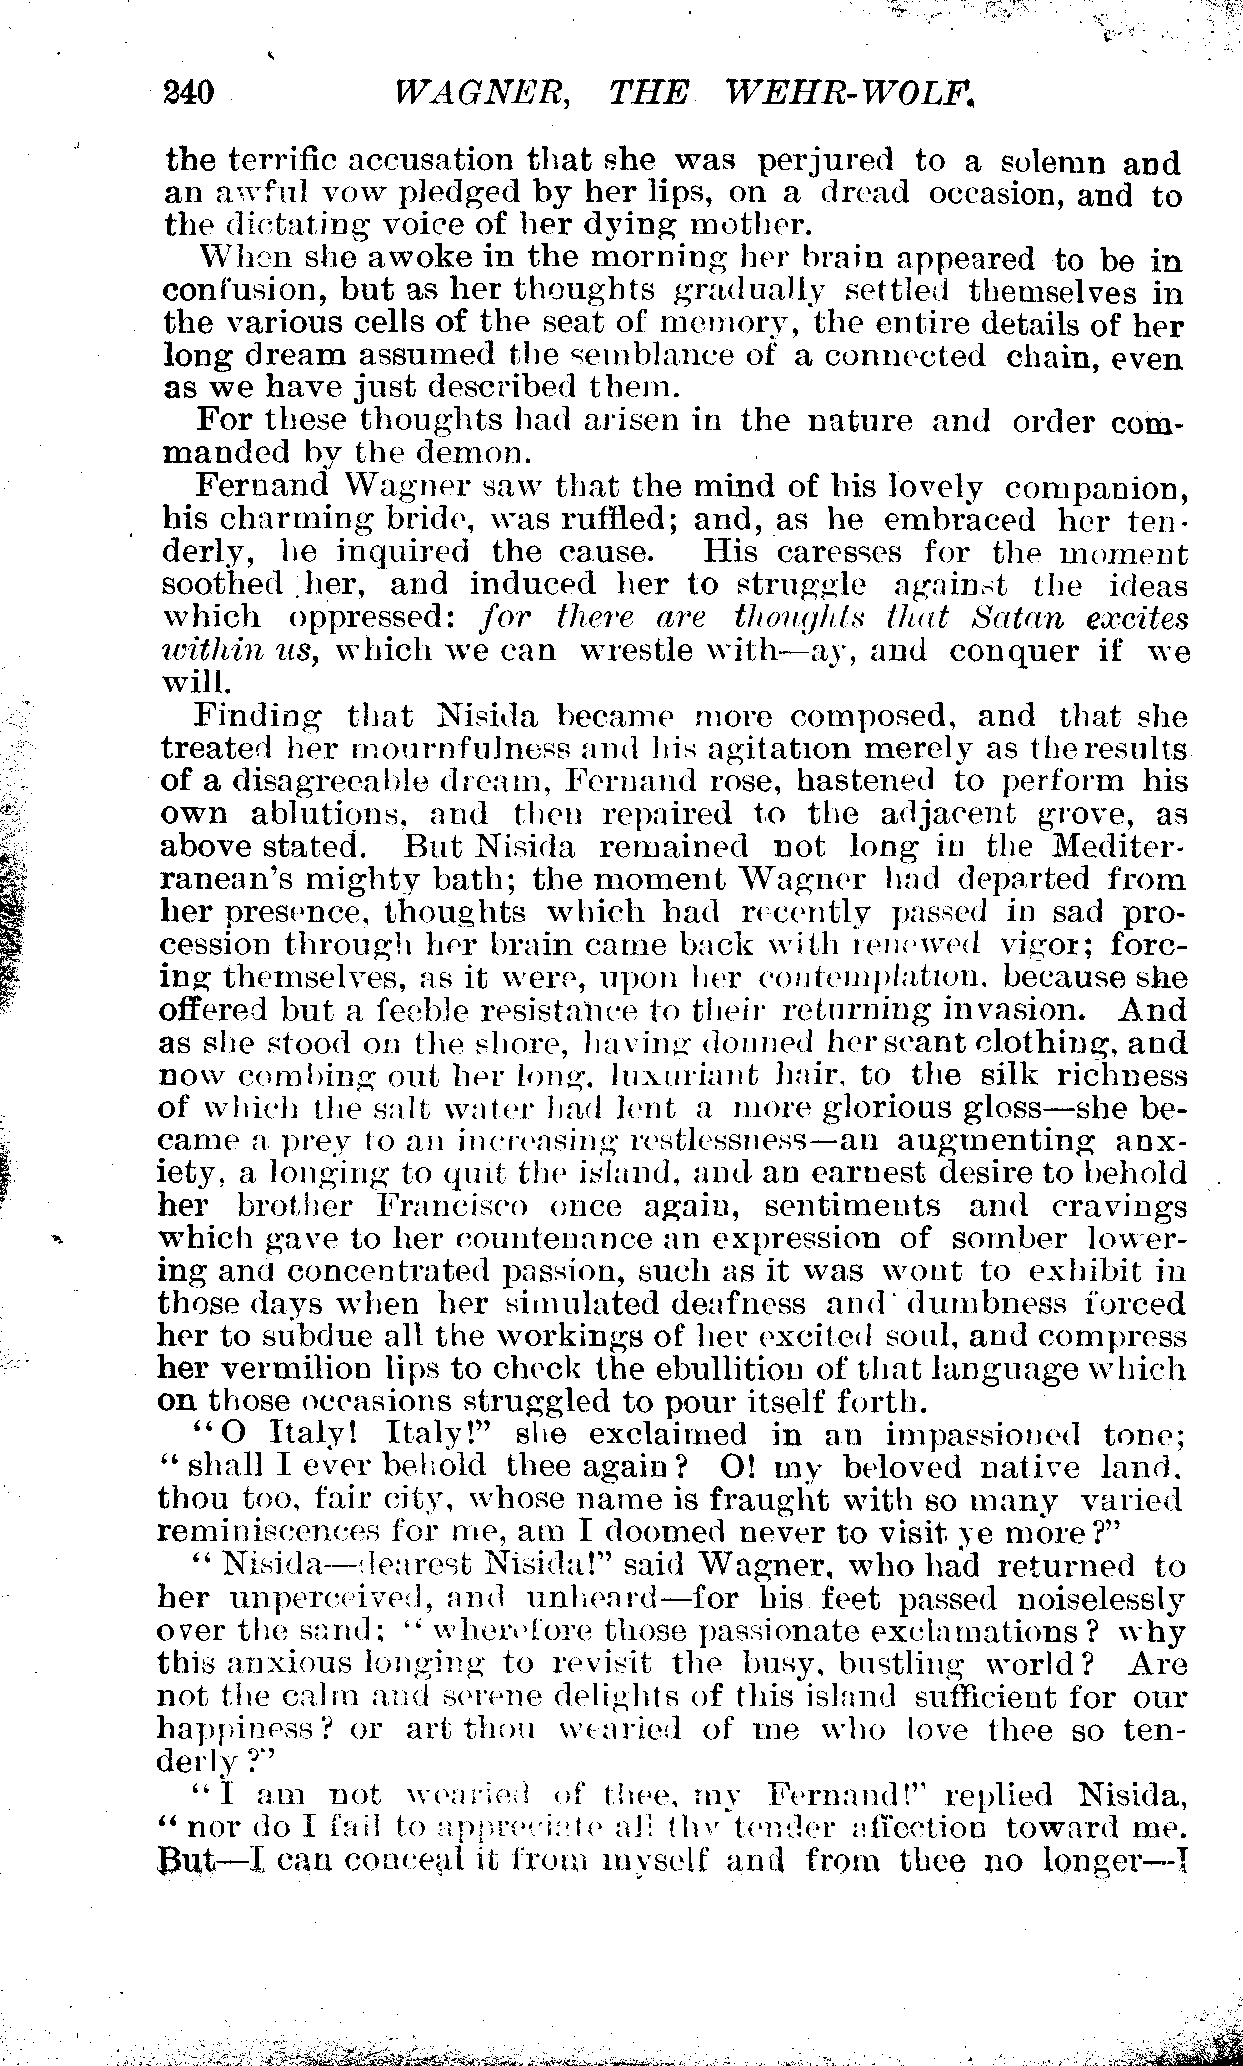 240 WAGNER, THE WEHR-WOLF.
the terrific accusation that she was perjured to a solemn and
an awful vow pledged by her lips, on a dread occasion, and to
the dictating voice of her dying mother.
When she awoke in the morning her brain appeared to be in
confusion, but as her thoughts gradually settled themselves in
the various cells of the seat of memory, the entire details of her
long dream assumed the semblance of a connected chain, even
as we have just described them.
For these thoughts had arisen in the nature and order com-
manded by the demon.
Fernand Wagner saw that the mind of his lovely companion,
his charming bride, was ruffled; and, as he embraced her ten-
derly, he inquired the cause. His caresses for the moment
soothed her, and induced her to struggle against the ideas
which oppressed: for there are thoughts that Satan excites
within us, which we can wrestle with—ay, and conquer if we
will.
Finding that Nisida became more composed, and that she
treated her mournfulness and his agitation merely as the results
of a disagreeable dream, Fernand rose, hastened to perform his
own ablutions, and then repaired to the adjacent grove, as
above stated. But Nisida remained not long in the Mediter-
ranean's mighty bath; the moment Wagner had departed from
her presence, thoughts which had recently passed in sad pro-
cession through her brain came back with renewed vigor; forc-
ing themselves, as it were, upon her contemplation, because she
offered but a feeble resistance to their returning invasion. And
as she stood on the shore, having donned her scant clothing, and
now combing out her long, luxuriant hair, to the silk richness
of which the salt water had lent a more glorious gloss—she be-
came a prey to an increasing restlessness—an augmenting anx-
iety, a longing to quit the island, and an earnest desire to behold
her brother Francisco once again, sentiments and cravings
which gave to her countenance an expression of somber lower-
ing and concentrated passion, such as it was wont to exhibit in
those days when her simulated deafness and dumbness forced
her to subdue all the workings of her excited soul, and compress
her vermilion lips to check the ebullition of that language which
on those occasions struggled to pour itself forth.
"O Italy! Italy!" she exclaimed in an impassioned tone;
"shall I ever behold thee again? O! my beloved native land,
thou too, fair city, whose name is fraught with so many varied
reminiscences for me, am I doomed never to visit ye more?"
"Nisida—dearest Nisida!" said Wagner, who had returned to
her unperceived, and unheard—for his feet passed noiselessly
over the sand; "wherefore those passionate exclamations? why
this anxious longing to revisit the busy, bustling world? Are
not the calm and serene delights of this island sufficient for our
happiness? or art thou wearied of me who love thee so ten-
derly?"
"I am not wearied of thee, my Fernand!" replied Nisida,
"nor do I fail to appreciate all thy tender affection toward me.
But—I can conceal it from myself and from thee no longer—I